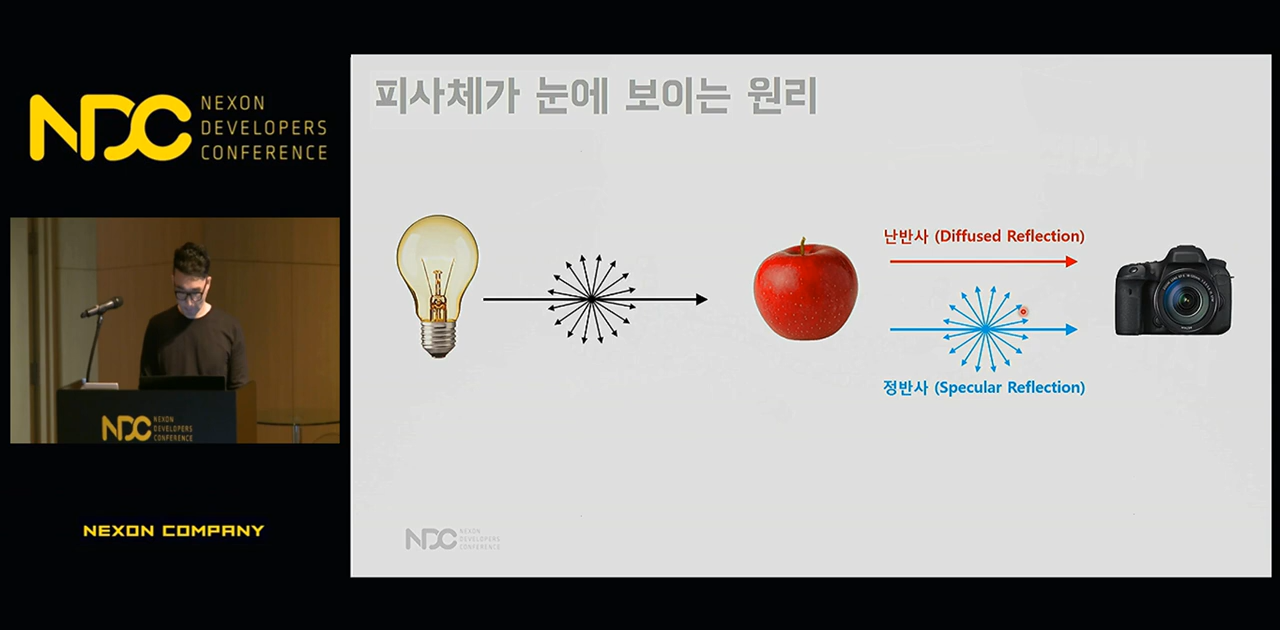 NDC NEXON
DEVELOPERS
CONFERENCE
피사체가 눈에 보이는 원리
난반사 (Diffused Reflection)
정반사 (Specular Reflection)
NDC NEXON
DEVELOPERS
CONFERENCE
NEXON COMPANY
NDC NEXON
DEVELOPERS
CONFERENCE